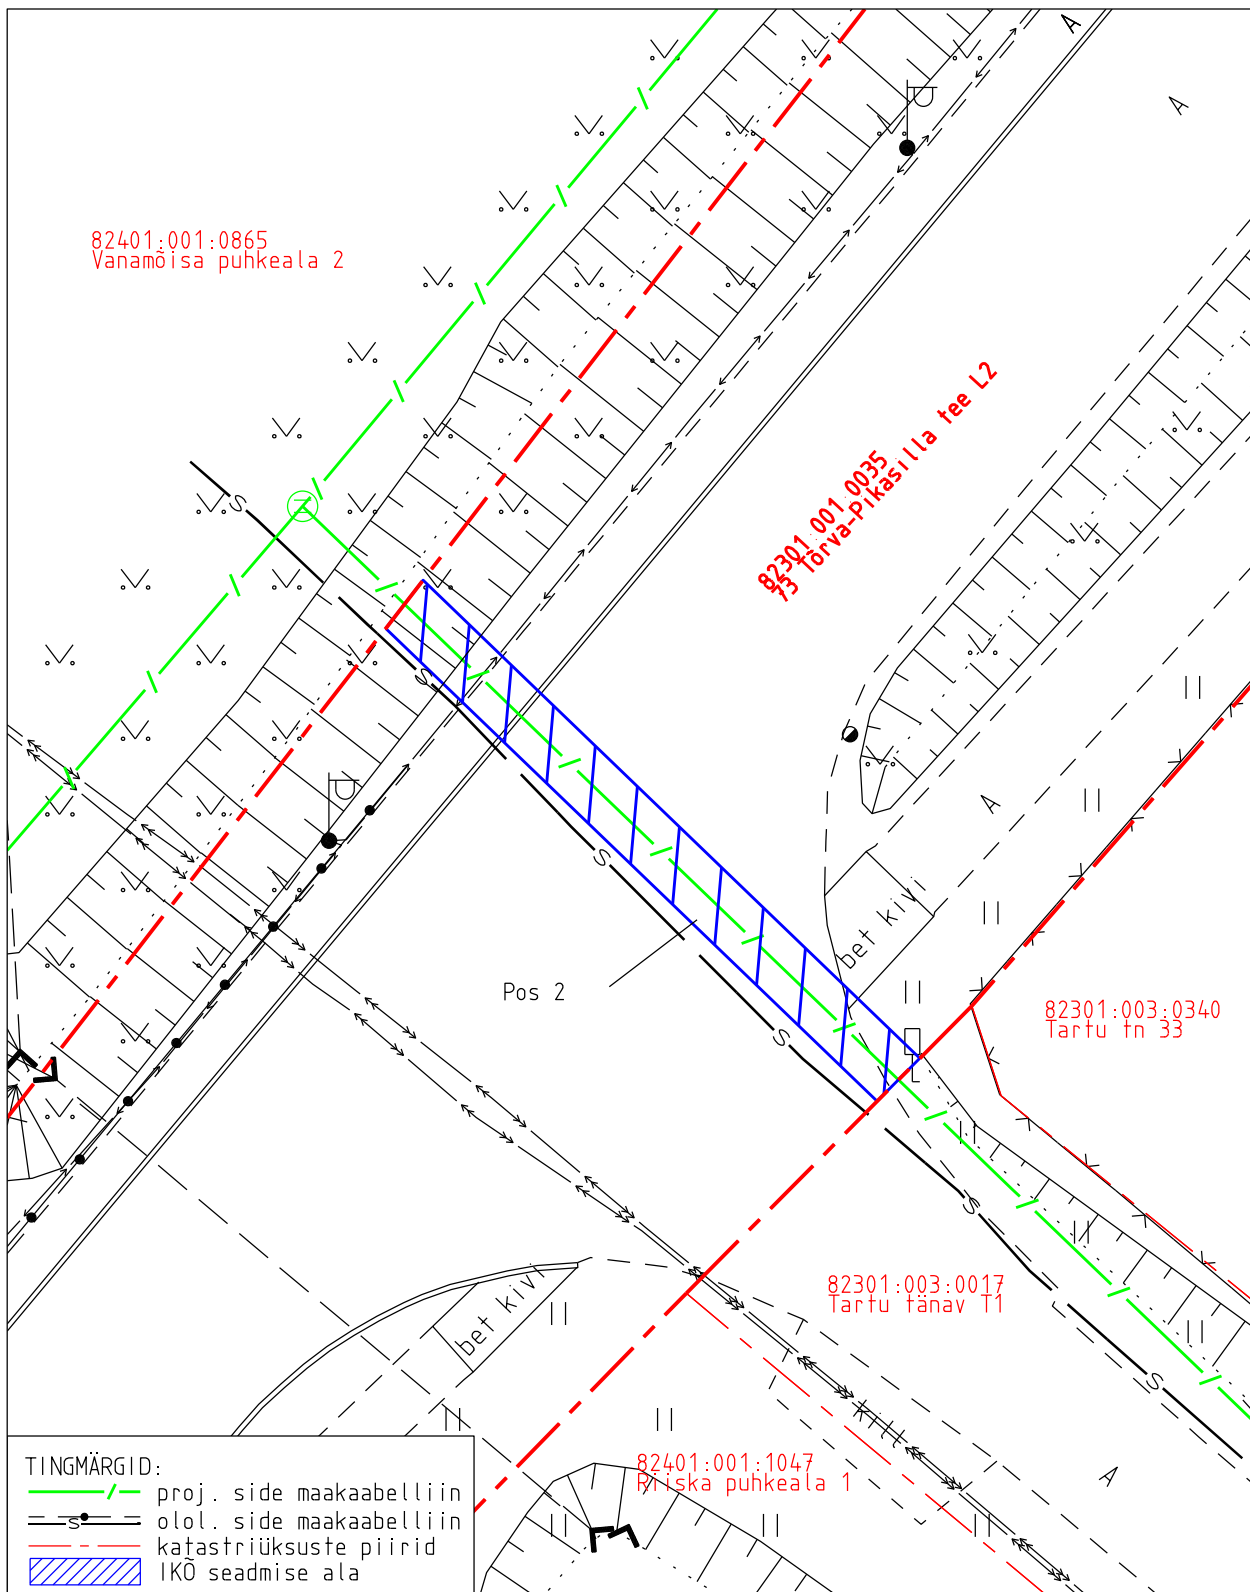 A
A
82401:001:0865
Vanamõisa puhkeala 2
S
82301:001:0035
73 Tõrva-Pikasilla tee L2
S
A
bet kivi
S
Pos 2
S
82301:003:0340
Tartu tn 33
S
82301:003:0017
Tartu tänav T1
bet kivi
S
82401:001:1047
Riiska puhkeala 1
A
TINGMÄRGID:
proj. side maakaabelliin
S
olol. side maakaabelliin
katastriüksuste piirid
IKÕ seadmise ala